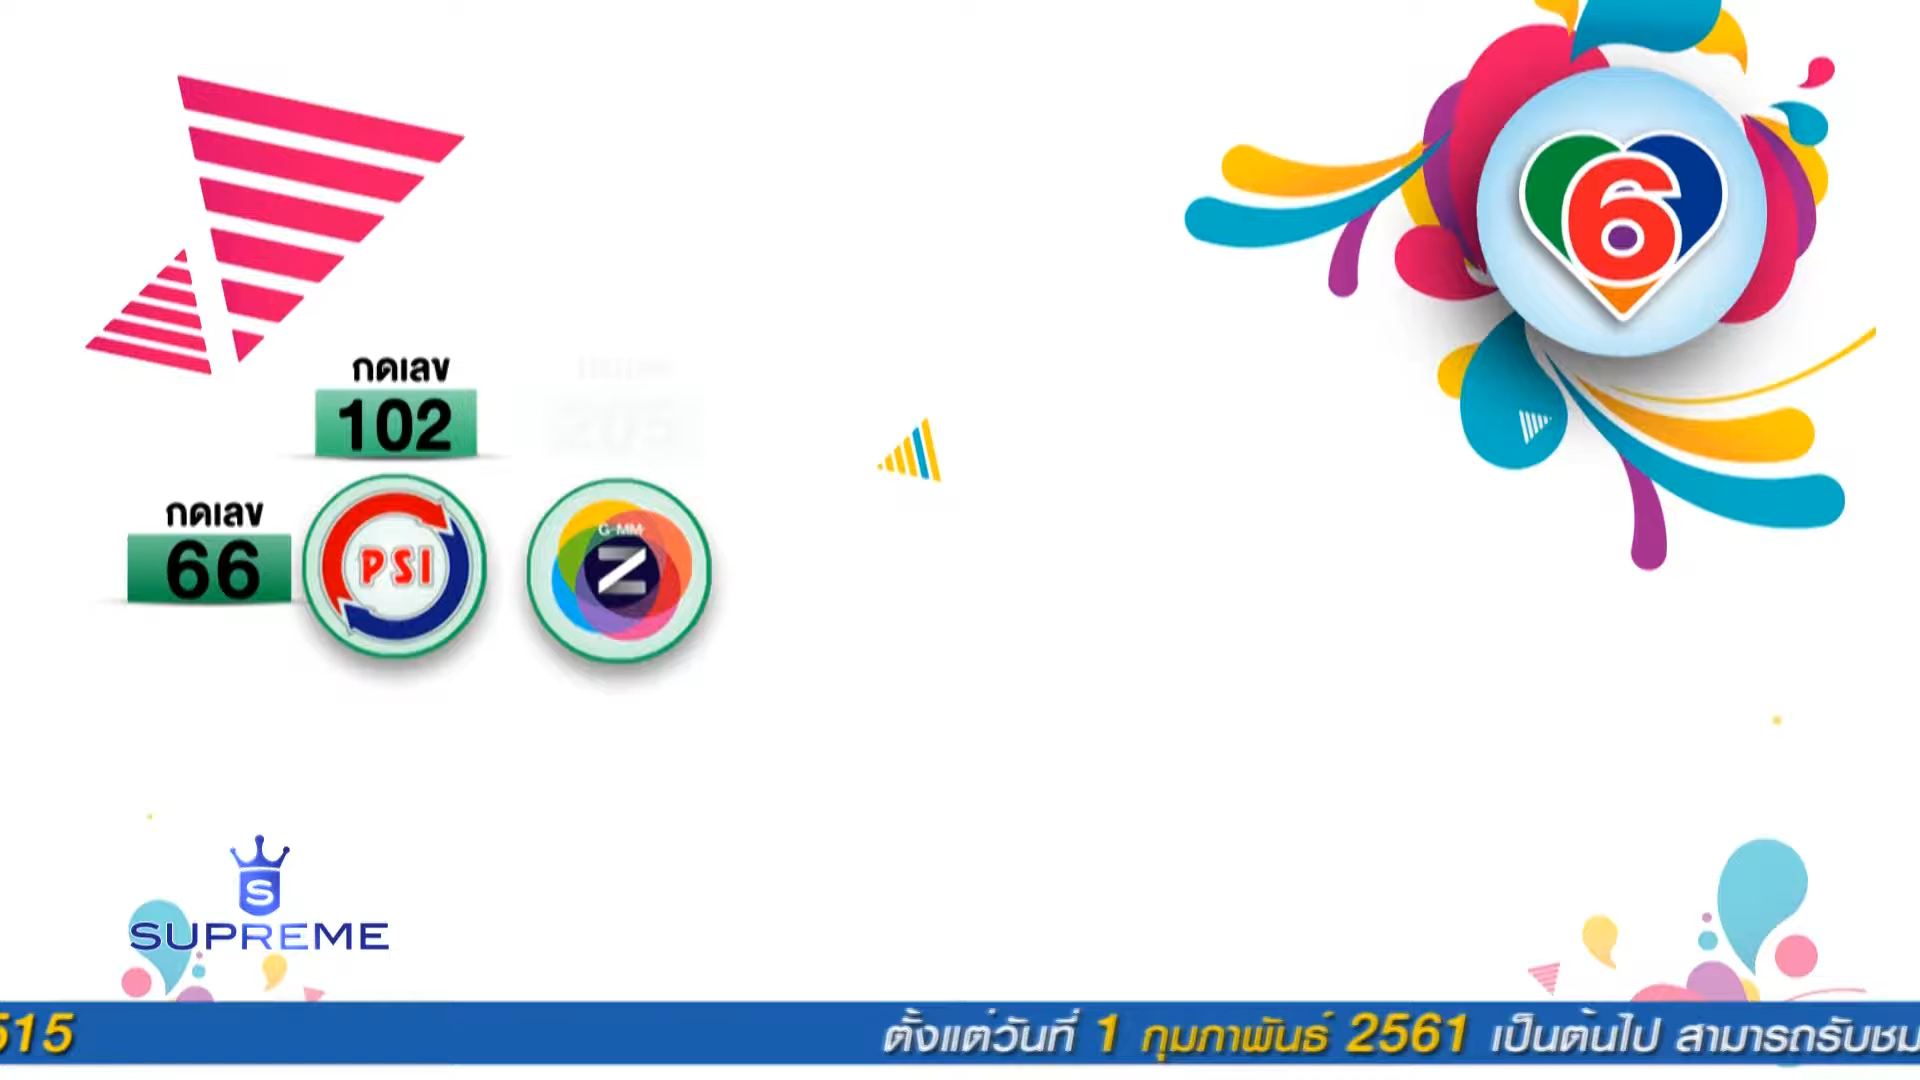 6
กดเลข
102
กดเลข
66
PSI
G MM
Z
S
SUPREME
515
ตั้งแต่วันที่ 1 กุมภาพันธ์ 2561 เป็นต้นไป สามารถรับชม